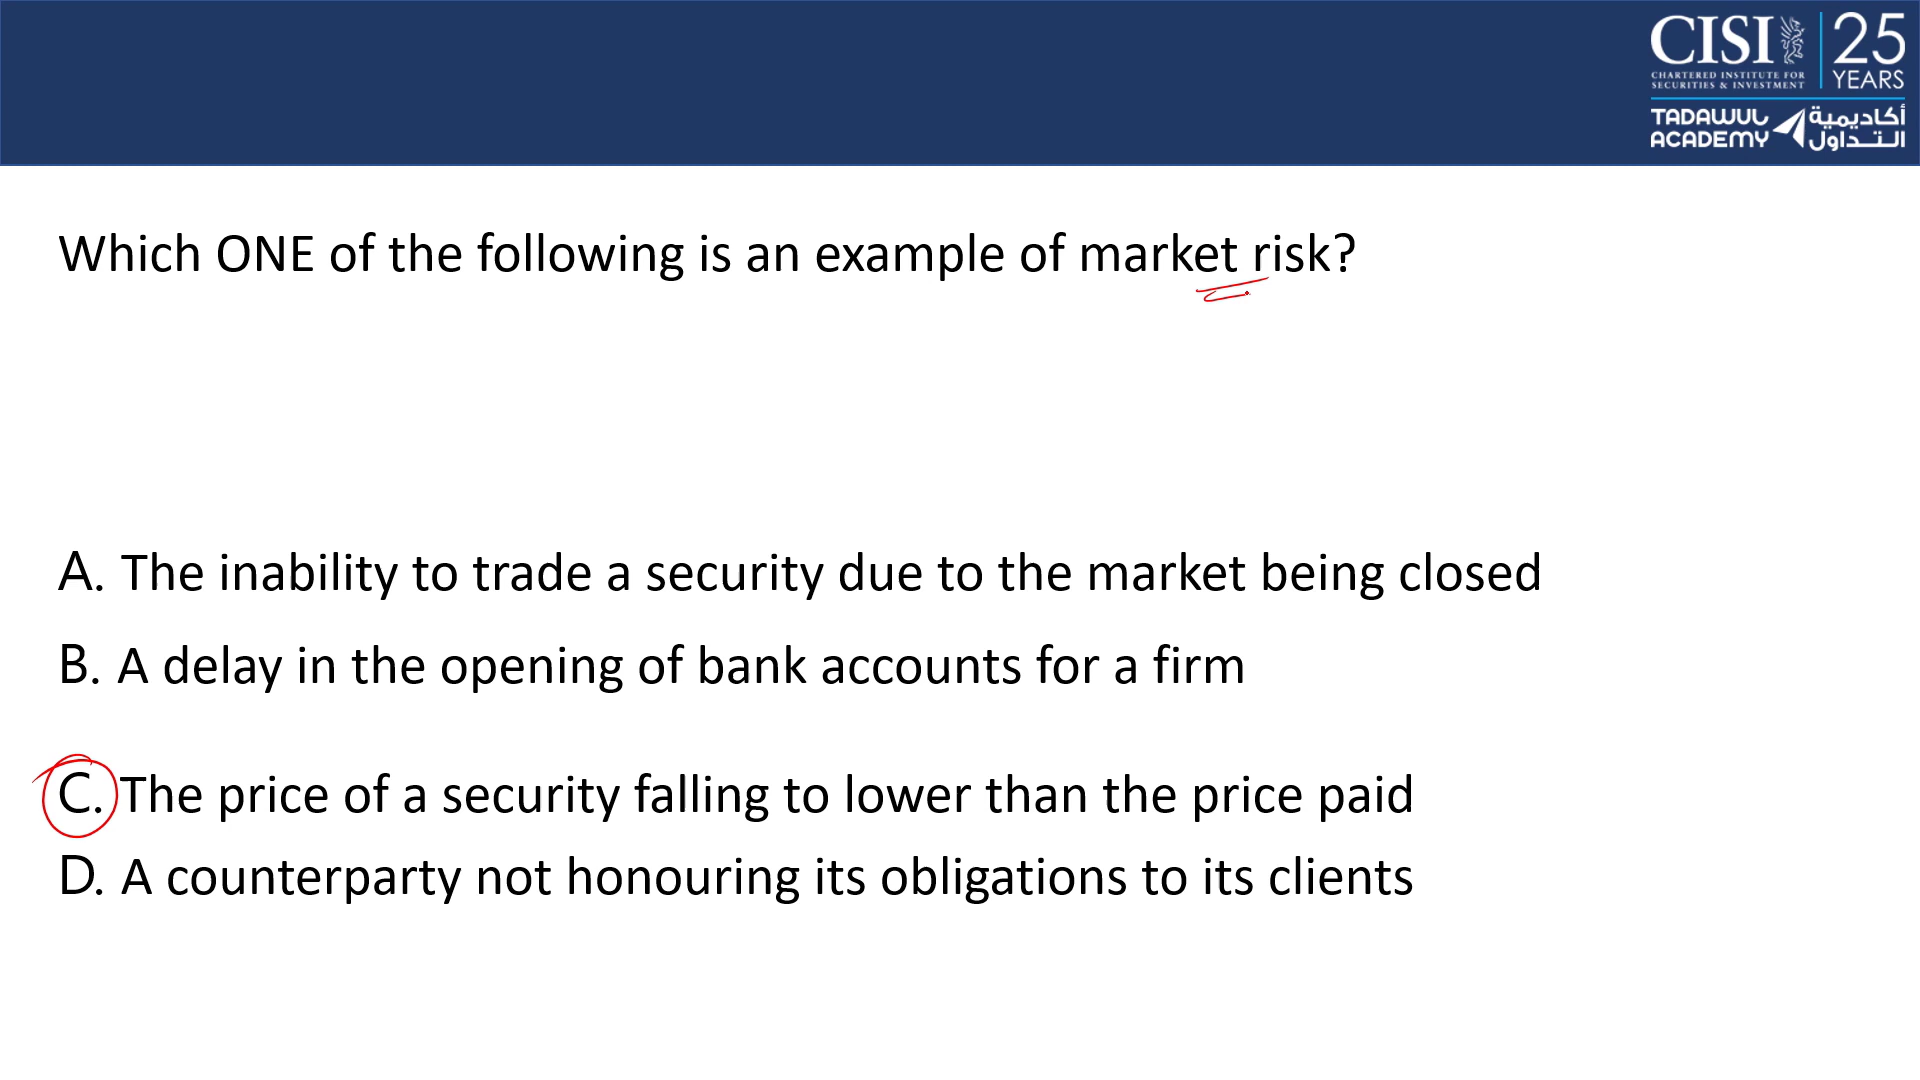 CISI
25
CHARTERED INSTITUTE FOR
SECURITIES & INVESTMENT
YEARS
TADAWUL
ACADEMY
أكاديمية
التداول
Which ONE of the following is an example of market risk?
A. The inability to trade a security due to the market being closed
B. A delay in the opening of bank accounts for a firm
C. The price of a security falling to lower than the price paid
D. A counterparty not honouring its obligations to its clients